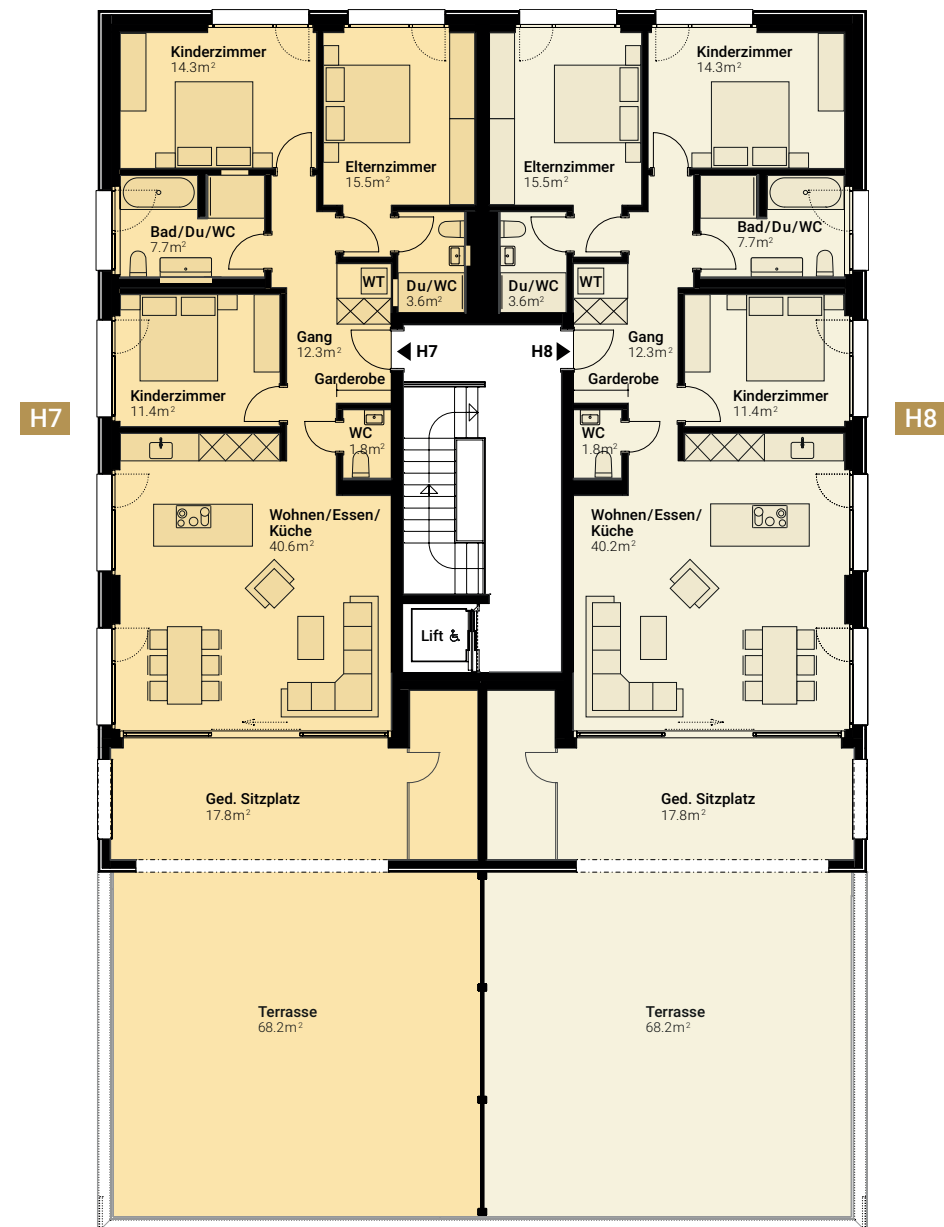 Kinderzimmer
14.3m²
Elternzimmer
15.5m²
Elternzimmer
15.5m²
Kinderzimmer
14.3m²
Bad/Du/WC
7.7m²
Bad/Du/WC
7.7m²
WT
Du/WC
3.6m²
Du/WC
3.6m²
WT
Gang
12.3m²
H7
H8
Gang
12.3m²
Garderobe
Garderobe
Kinderzimmer
11.4m²
Kinderzimmer
11.4m²
H7
H8
WC
1.8m²
WC
1.8m²
Wohnen/Essen/
Küche
40.6m²
Wohnen/Essen/
Küche
40.2m²
Lift
Ged. Sitzplatz
17.8m²
Ged. Sitzplatz
17.8m²
Terrasse
68.2m²
Terrasse
68.2m²